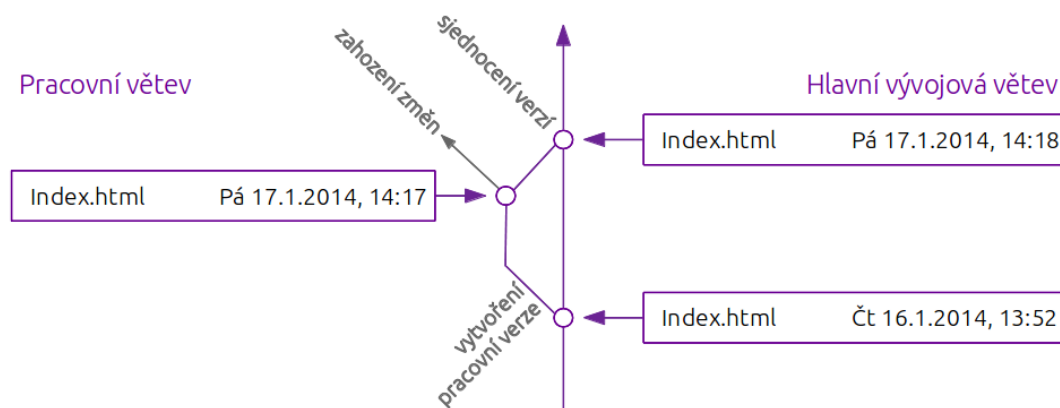 zahození změn
sjednocení verzí
Pracovní větev
Hlavní vývojová větev
Index.html Pá 17.1.2014, 14:18
Index.html Pá 17.1.2014, 14:17
vytvoření
pracovní verze
Index.html Čt 16.1.2014, 13:52